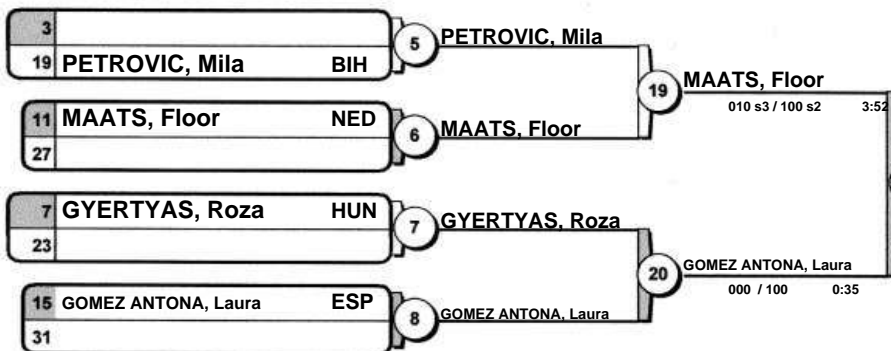 3
19 PETROVIC, Mila BIH
5
PETROVIC, Mila
11 MAATS, Floor NED
27
6
MAATS, Floor
19
MAATS, Floor
010 s3 / 100 s2 3:52
7 GYERTYAS, Roza HUN
23
7
GYERTYAS, Roza
15 GOMEZ ANTONA, Laura ESP
31
8
GOMEZ ANTONA, Laura
20
GOMEZ ANTONA, Laura
000 / 100 0:35